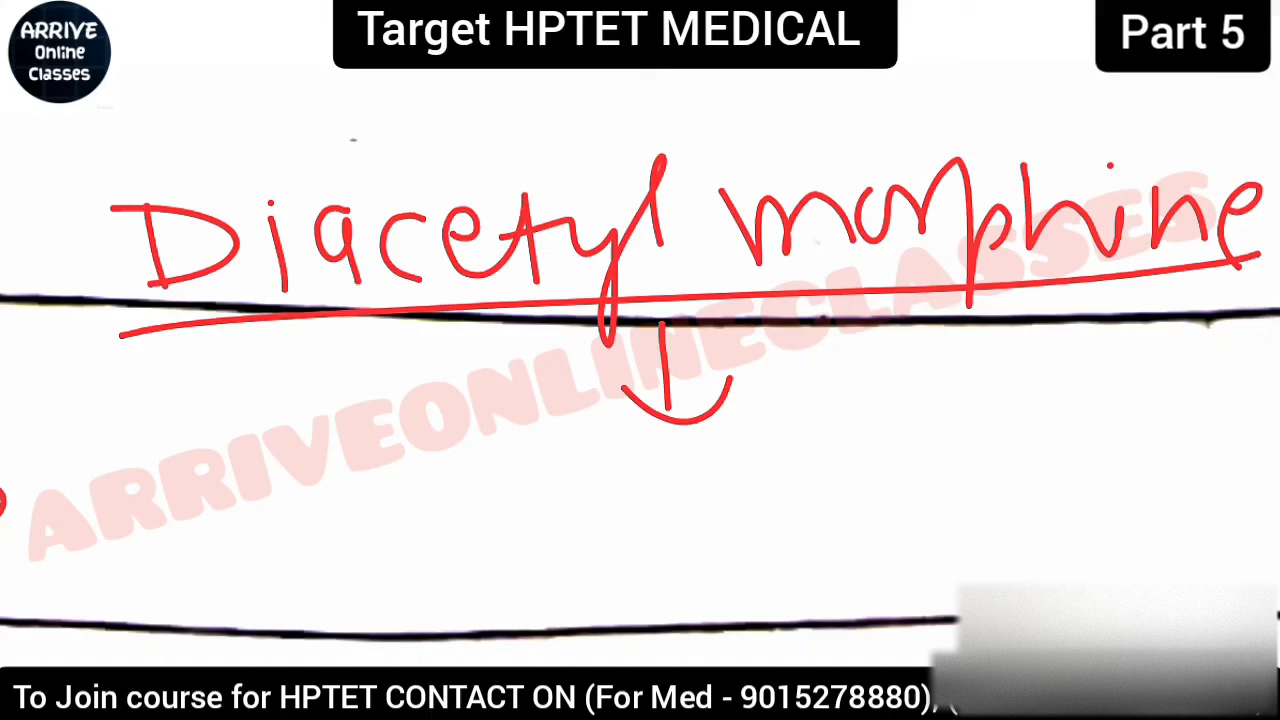 ARRIVE
Online
Classes
Target HPTET MEDICAL
Part 5
Diacetyl morphine
ARRIVEONLINECLASSES
To Join course for HPTET CONTACT ON (For Med - 9015278880), (